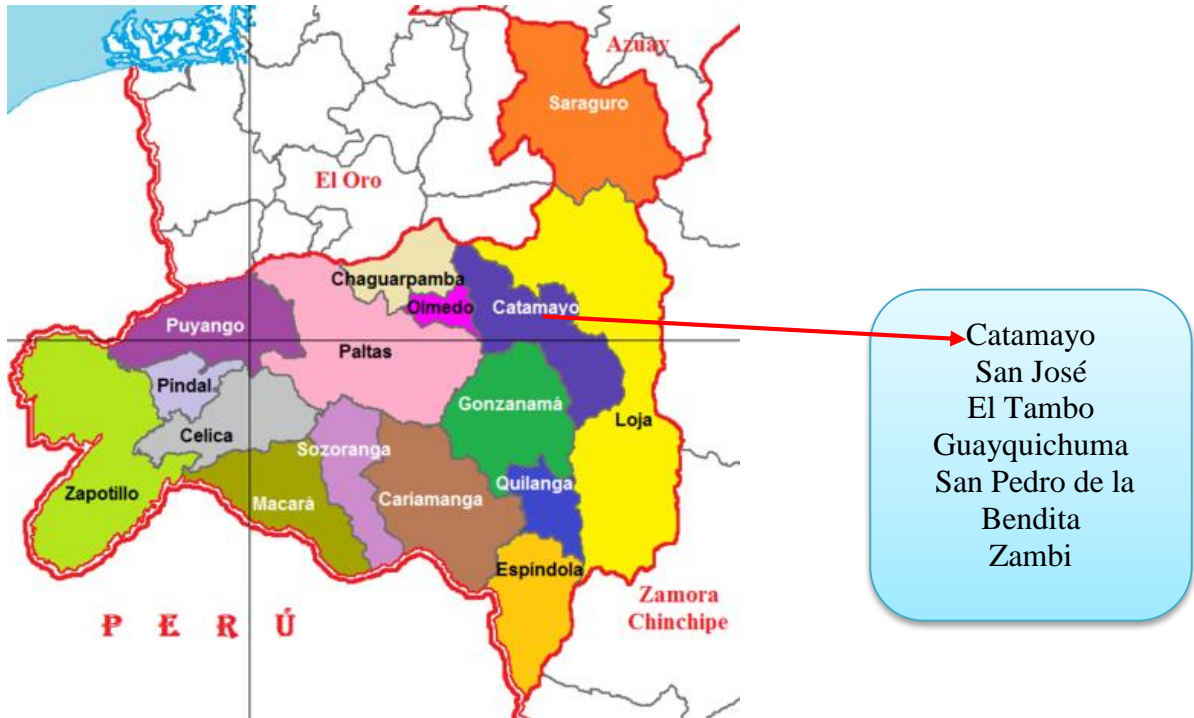 Azuay
Saraguro
El Oro
Chaguarpamba
Olmedo
Catamayo
Puyango
Paltas
Pindal
Gonzanamá
Loja
Celica
Sozoranga
Zapotillo
Macará
Cariamanga
Quilanga
Espíndola
Zamora
Chinchipe
P E R Ú
Catamayo
San José
El Tambo
Guayquichuma
San Pedro de la
Bendita
Zambi